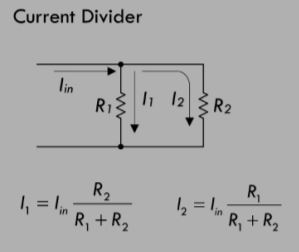 Current Divider
Iin
R1 I1 I2 R2
I1 = Iin R2 / (R1 + R2)
I2 = Iin R1 / (R1 + R2)